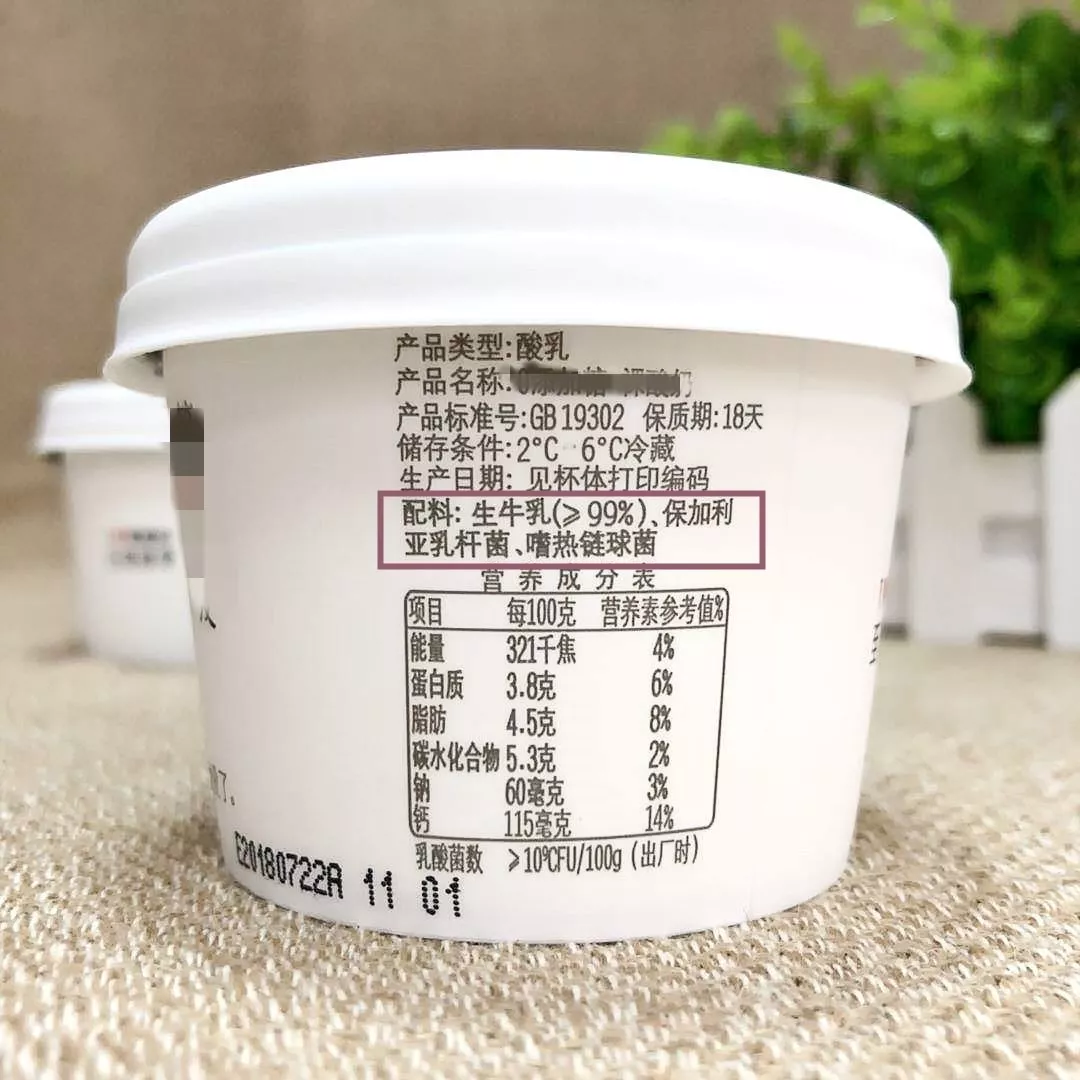 产品类型:酸乳
产品名称:
产品标准号:GB 19302 保质期:18天
储存条件:2°C - 6°C冷藏
生产日期: 见杯体打印编码
配料: 生牛乳(≥99%)、保加利
亚乳杆菌、嗜热链球菌
营养成分表
项目 每100克 营养素参考值%
能量 321千焦 4%
蛋白质 3.8克 6%
脂肪 4.5克 8%
碳水化合物 5.3克 2%
钠 60毫克 3%
钙 115毫克 14%
乳酸菌数 ≥10⁹CFU/100g (出厂时)
E20180722A 11 01